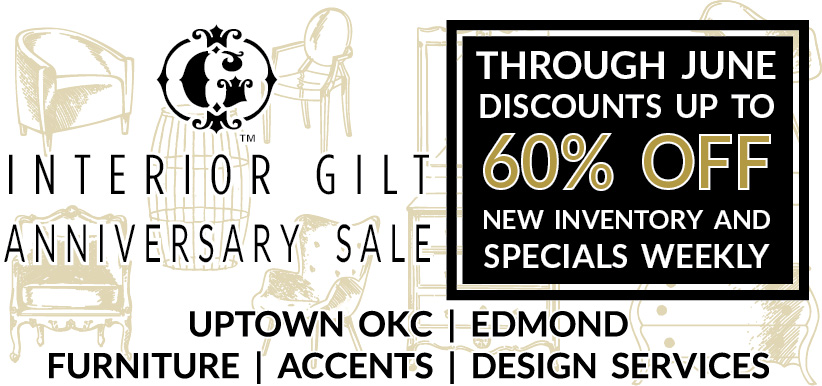 G
TM
INTERIOR GILT
ANNIVERSARY SALE
THROUGH JUNE
DISCOUNTS UP TO
60% OFF
NEW INVENTORY AND
SPECIALS WEEKLY
UPTOWN OKC | EDMOND
FURNITURE | ACCENTS | DESIGN SERVICES